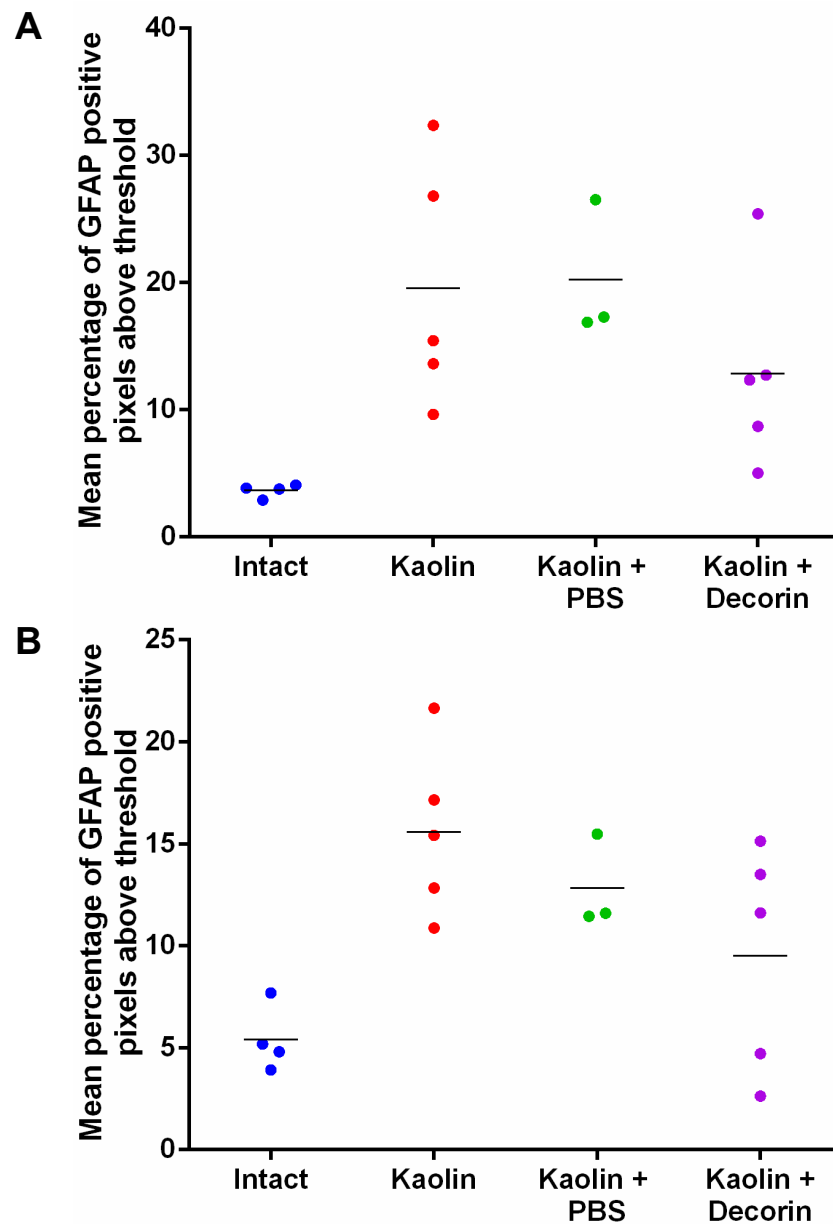 A
Mean percentage of GFAP positive
pixels above threshold
40
30
20
10
0
Intact
Kaolin
Kaolin +
PBS
Kaolin +
Decorin
B
Mean percentage of GFAP positive
pixels above threshold
25
20
15
10
5
0
Intact
Kaolin
Kaolin +
PBS
Kaolin +
Decorin